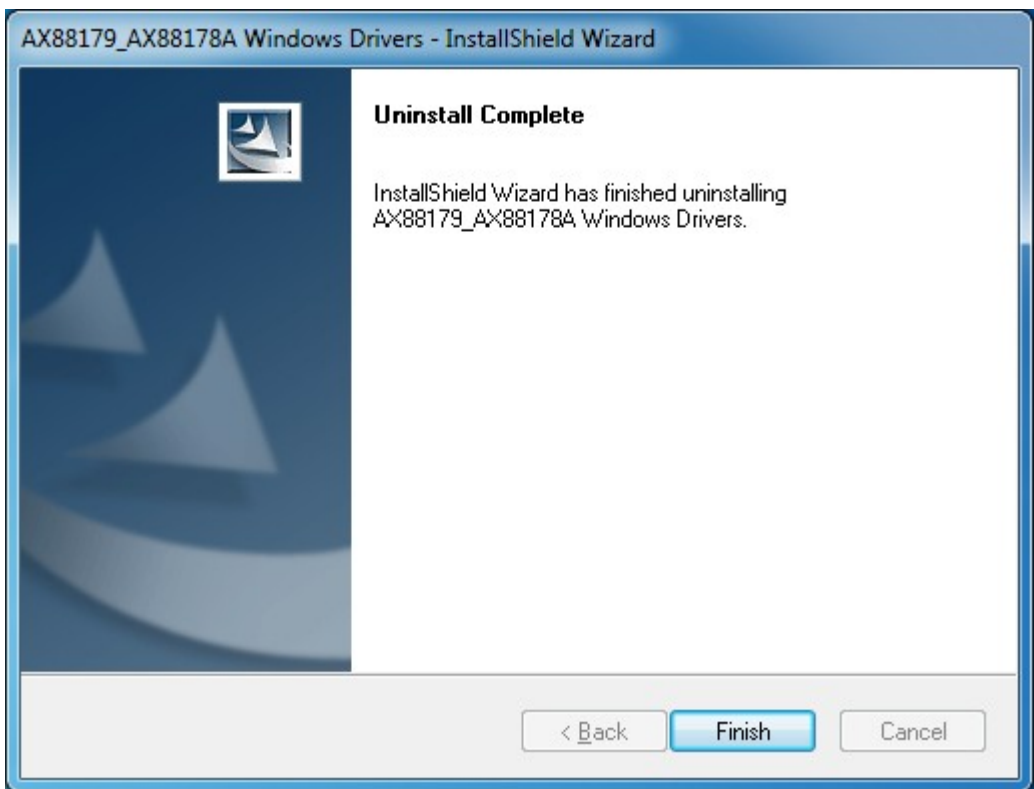 AX88179_AX88178A Windows Drivers - InstallShield Wizard
Uninstall Complete
InstallShield Wizard has finished uninstalling
AX88179_AX88178A Windows Drivers.
< Back
Finish
Cancel